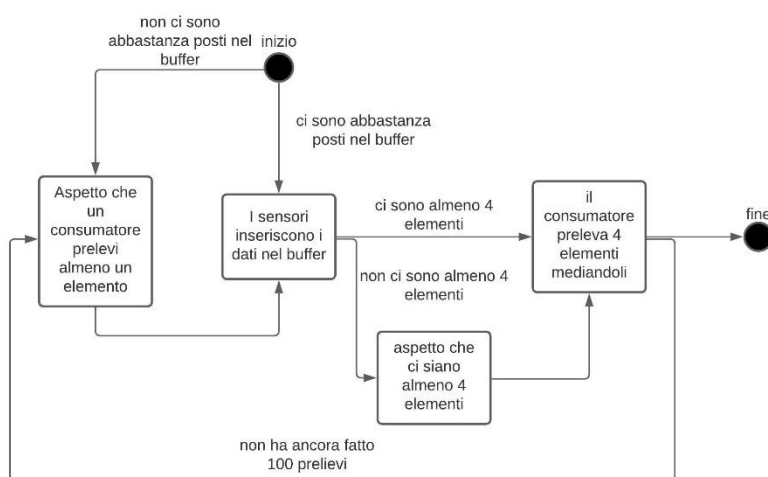 non ci sono
abbastanza posti nel
buffer
inizio
ci sono abbastanza
posti nel buffer
Aspetto che
un
consumatore
prelevi
almeno un
elemento
I sensori
inseriscono i
dati nel buffer
ci sono almeno 4
elementi
non ci sono almeno 4
elementi
il
consumatore
preleva 4
elementi
mediandoli
fine
aspetto che
ci siano
almeno 4
elementi
non ha ancora fatto
100 prelievi